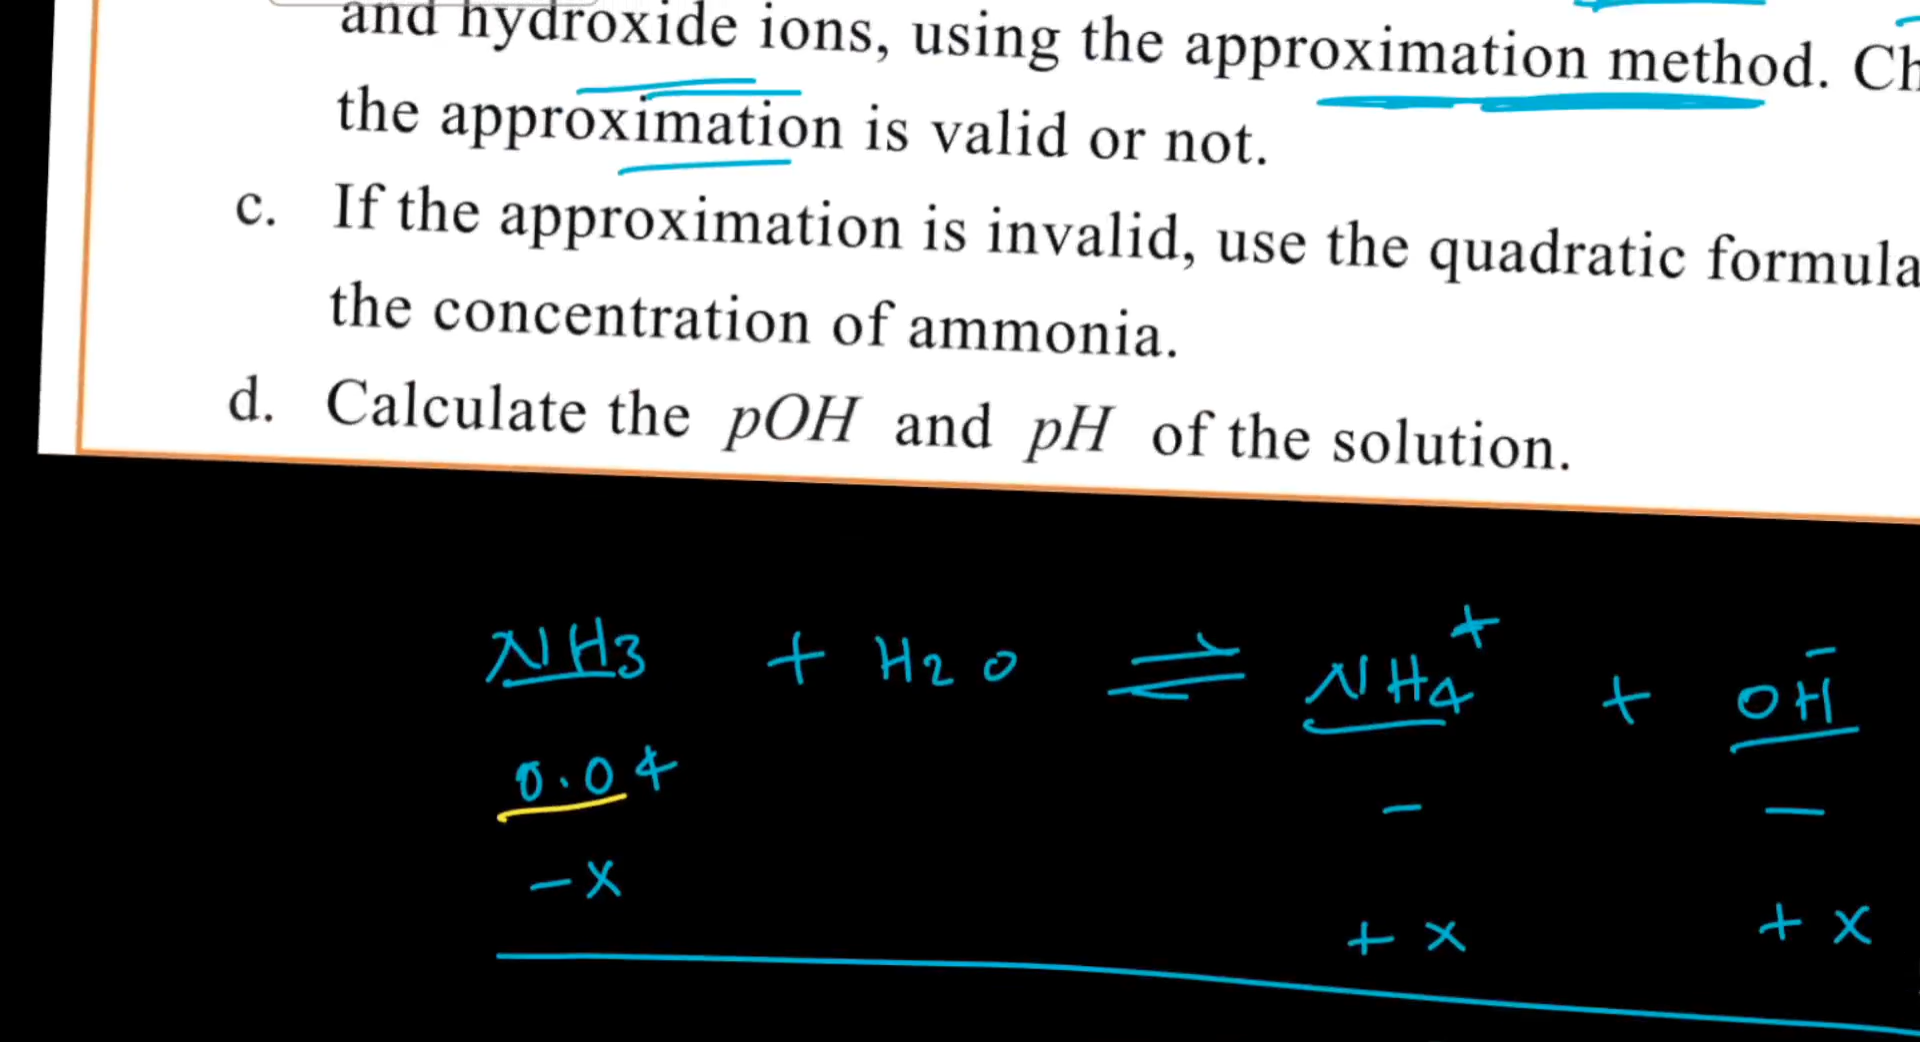 and hydroxide ions, using the approximation method. Ch
the approximation is valid or not.
c. If the approximation is invalid, use the quadratic formula
the concentration of ammonia.
d. Calculate the pOH and pH of the solution.
NH3 + H2O ⇌ NH4⁺ + OH⁻
0.04 - -
-x +x +x